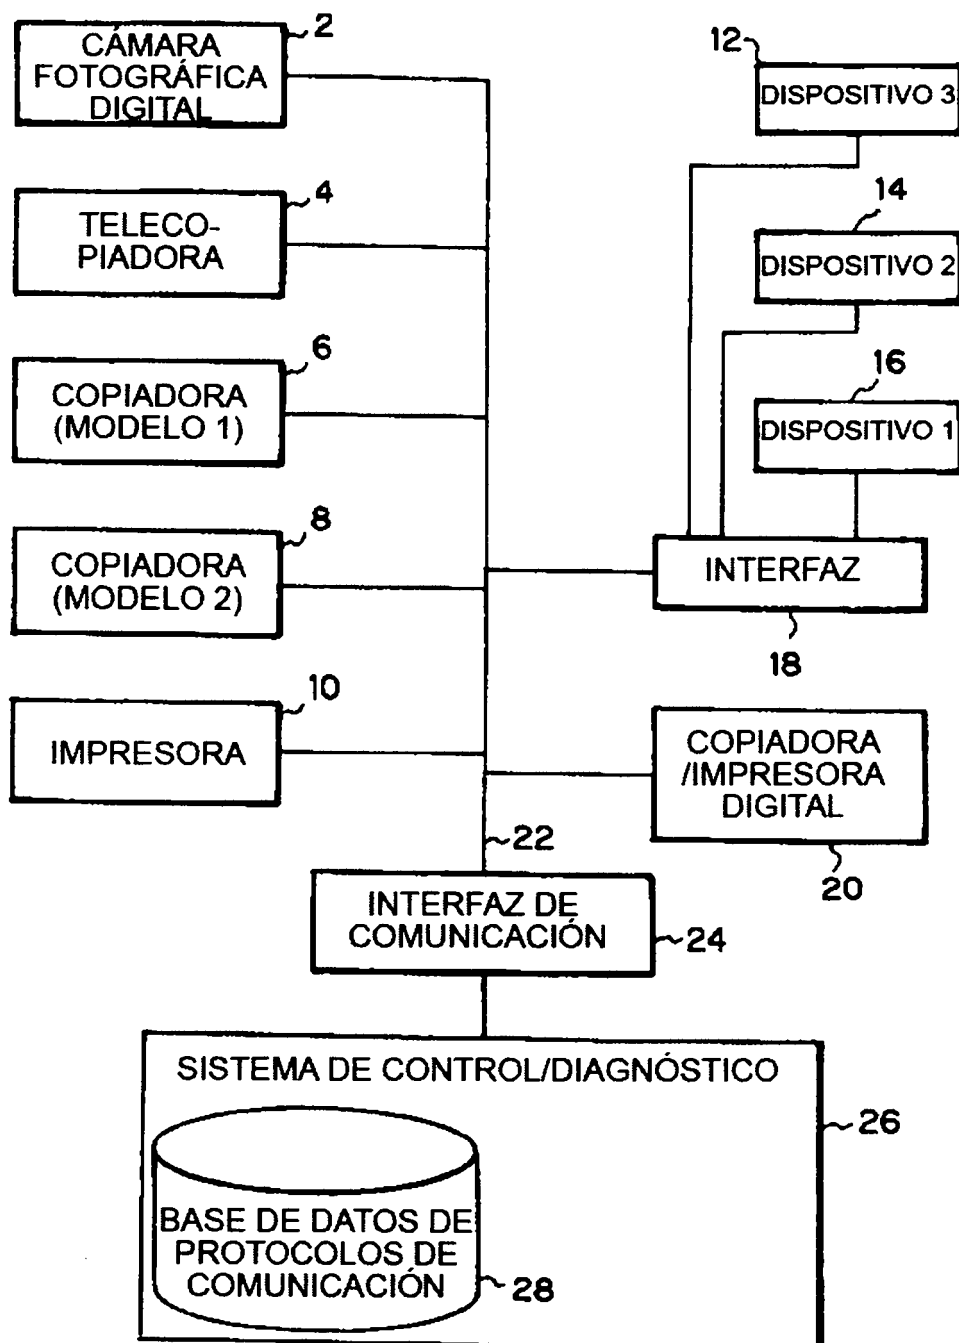 2
CÁMARA
FOTOGRÁFICA
DIGITAL
4
TELECO-
PIADORA
6
COPIADORA
(MODELO 1)
8
COPIADORA
(MODELO 2)
10
IMPRESORA
12
DISPOSITIVO 3
14
DISPOSITIVO 2
16
DISPOSITIVO 1
INTERFAZ
18
COPIADORA
/IMPRESORA
DIGITAL
20
22
INTERFAZ DE
COMUNICACIÓN
24
SISTEMA DE CONTROL/DIAGNÓSTICO
26
BASE DE DATOS DE
PROTOCOLOS DE
COMUNICACIÓN
28